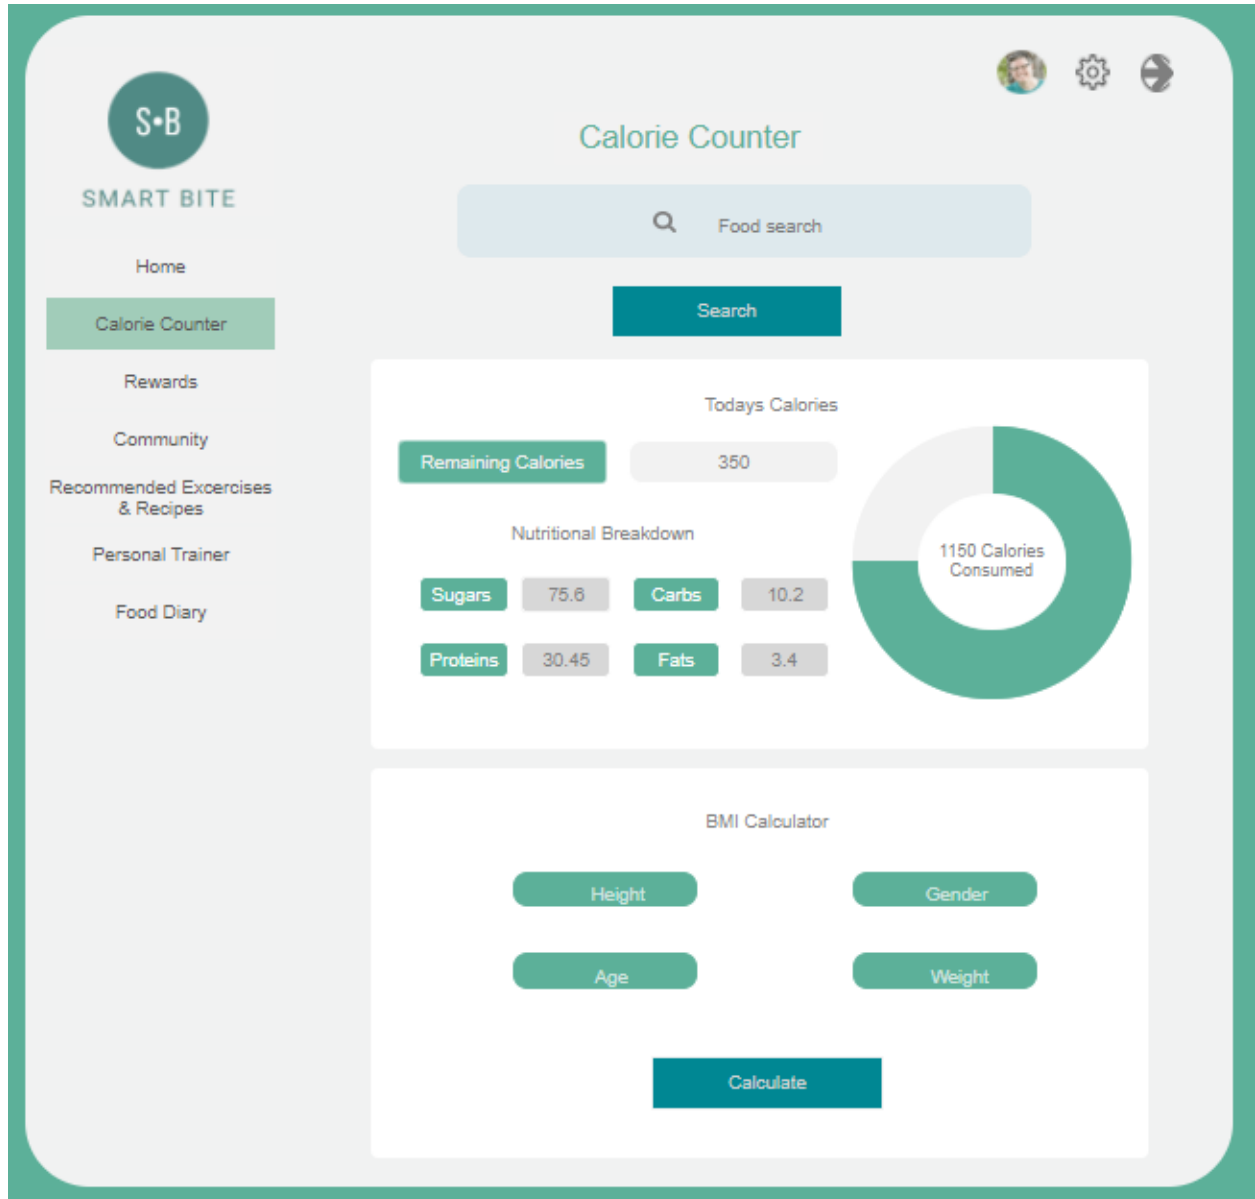 S•B
SMART BITE
Home
Calorie Counter
Rewards
Community
Recommended Excercises
& Recipes
Personal Trainer
Food Diary
Calorie Counter
Food search
Search
Todays Calories
Remaining Calories 350
Nutritional Breakdown
Sugars 75.6 Carbs 10.2
Proteins 30.45 Fats 3.4
1150 Calories
Consumed
BMI Calculator
Height Gender
Age Weight
Calculate